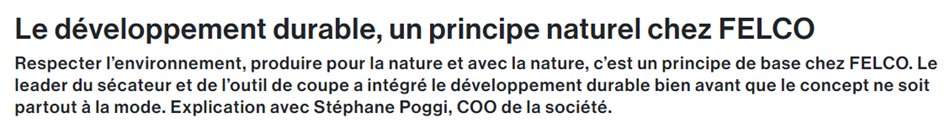 Le développement durable, un principe naturel chez FELCO
Respecter l’environnement, produire pour la nature et avec la nature, c’est un principe de base chez FELCO. Le
leader du sécateur et de l’outil de coupe a intégré le développement durable bien avant que le concept ne soit
partout à la mode. Explication avec Stéphane Poggi, COO de la société.